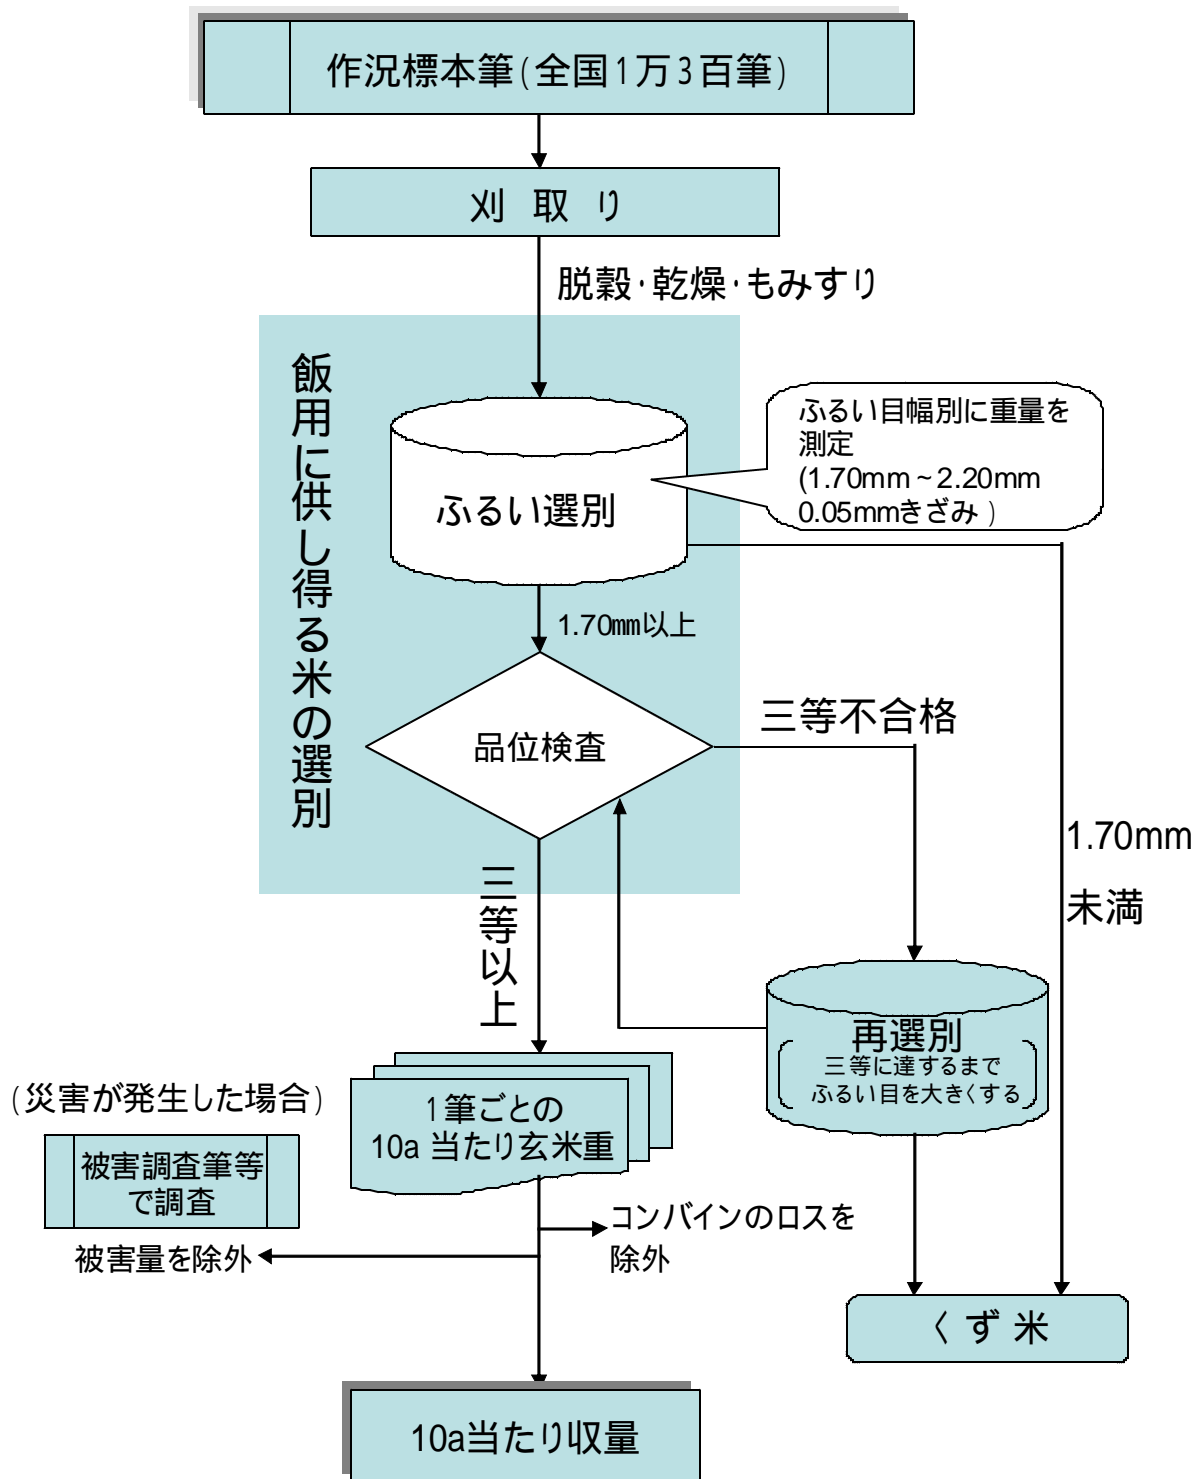 作況標本筆(全国1万3百筆)
刈 取 り
脱穀・乾燥・もみすり
飯用に供し得る米の選別
ふるい目幅別に重量を
測定
(1.70mm~2.20mm
0.05mmきざみ)
ふるい選別
1.70㎜以上
品位検査
三等不合格
1.70mm
未満
三等以上
再選別
三等に達するまで
ふるい目を大きくする
(災害が発生した場合)
被害調査筆等
で調査
1筆ごとの
10a 当たり玄米重
コンバインのロスを
除外
被害量を除外
くず米
10a当たり収量